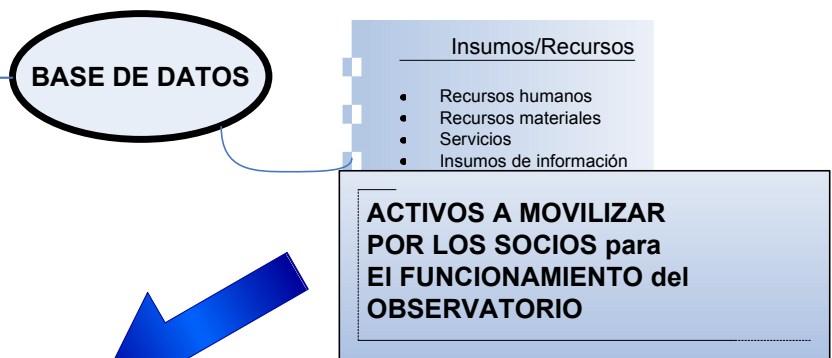 BASE DE DATOS
Insumos/Recursos
Recursos humanos
Recursos materiales
Servicios
Insumos de información
ACTIVOS A MOVILIZAR
POR LOS SOCIOS para
El FUNCIONAMIENTO del
OBSERVATORIO